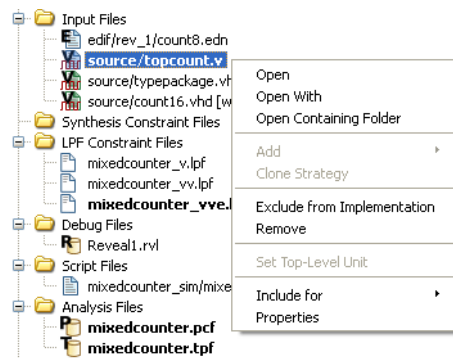 Input Files
edif/rev_1/count8.edn
source/topcount.v
source/typepackage.vh
source/count16.vhd [w
Synthesis Constraint Files
LPF Constraint Files
mixedcounter_v.lpf
mixedcounter_vv.lpf
mixedcounter_vve.l
Debug Files
Reveal1.rvl
Script Files
mixedcounter_sim/mixe
Analysis Files
mixedcounter.pcf
mixedcounter.tpf
Open
Open With
Open Containing Folder
Add
Clone Strategy
Exclude from Implementation
Remove
Set Top-Level Unit
Include for
Properties